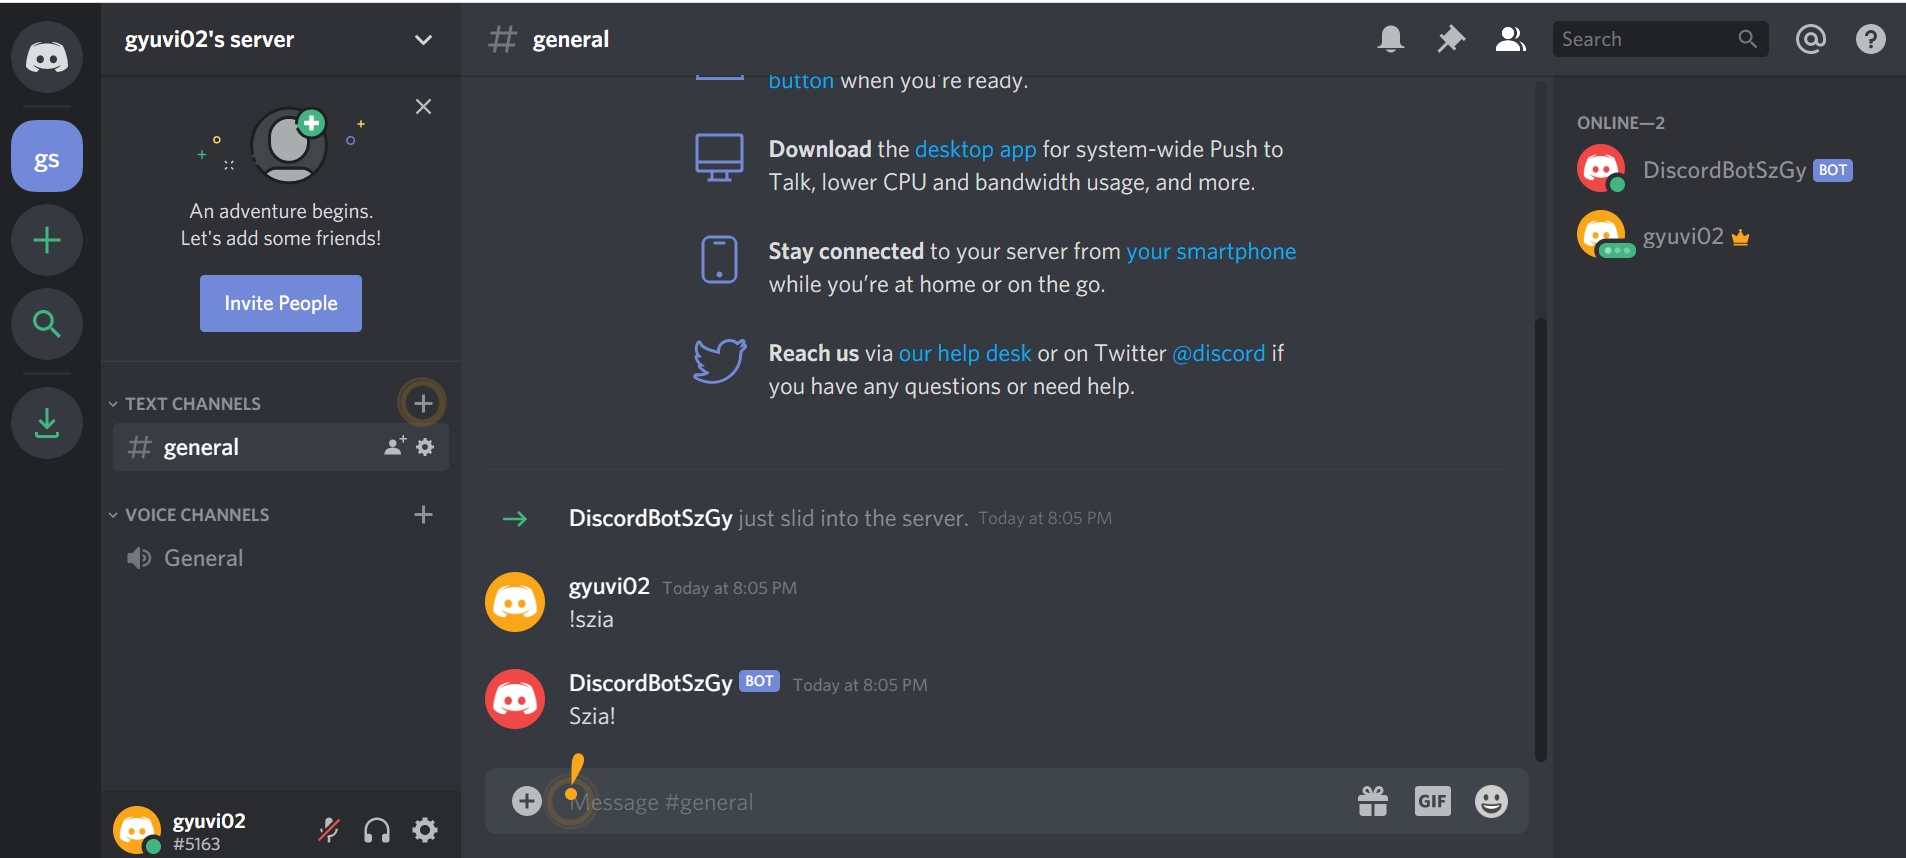 gs
gyuvi02's server
An adventure begins.
Let's add some friends!
Invite People
TEXT CHANNELS
general
VOICE CHANNELS
General
gyuvi02
#5163
# general
Search
button when you're ready.
Download the desktop app for system-wide Push to
Talk, lower CPU and bandwidth usage, and more.
Stay connected to your server from your smartphone
while you’re at home or on the go.
Reach us via our help desk or on Twitter @discord if
you have any questions or need help.
DiscordBotSzGy just slid into the server. Today at 8:05 PM
gyuvi02 Today at 8:05 PM
!szia
DiscordBotSzGy BOT Today at 8:05 PM
Szia!
Message #general
GIF
ONLINE—2
DiscordBotSzGy BOT
gyuvi02